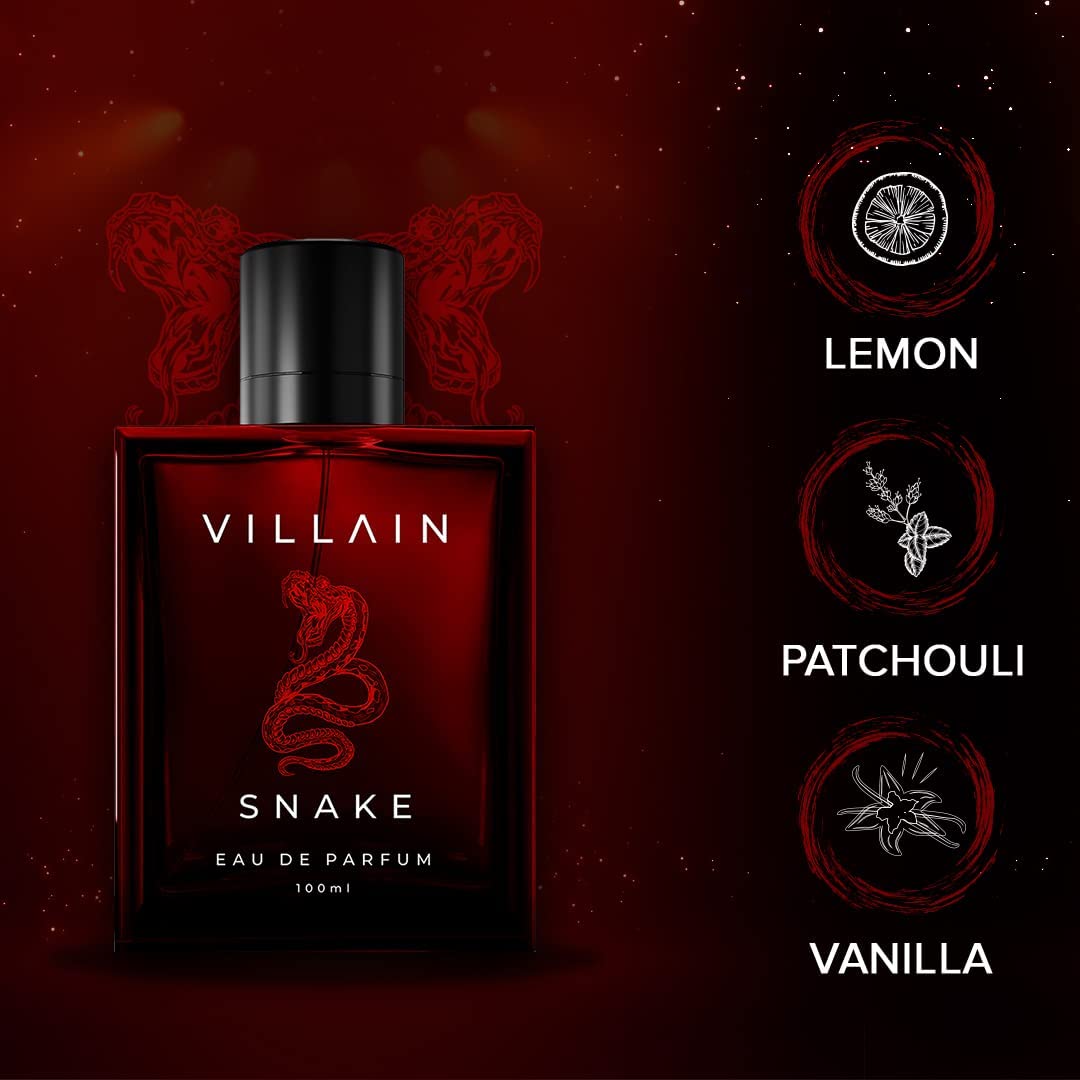 VILLAIN
SNAKE
EAU DE PARFUM
100ml
LEMON
PATCHOULI
VANILLA